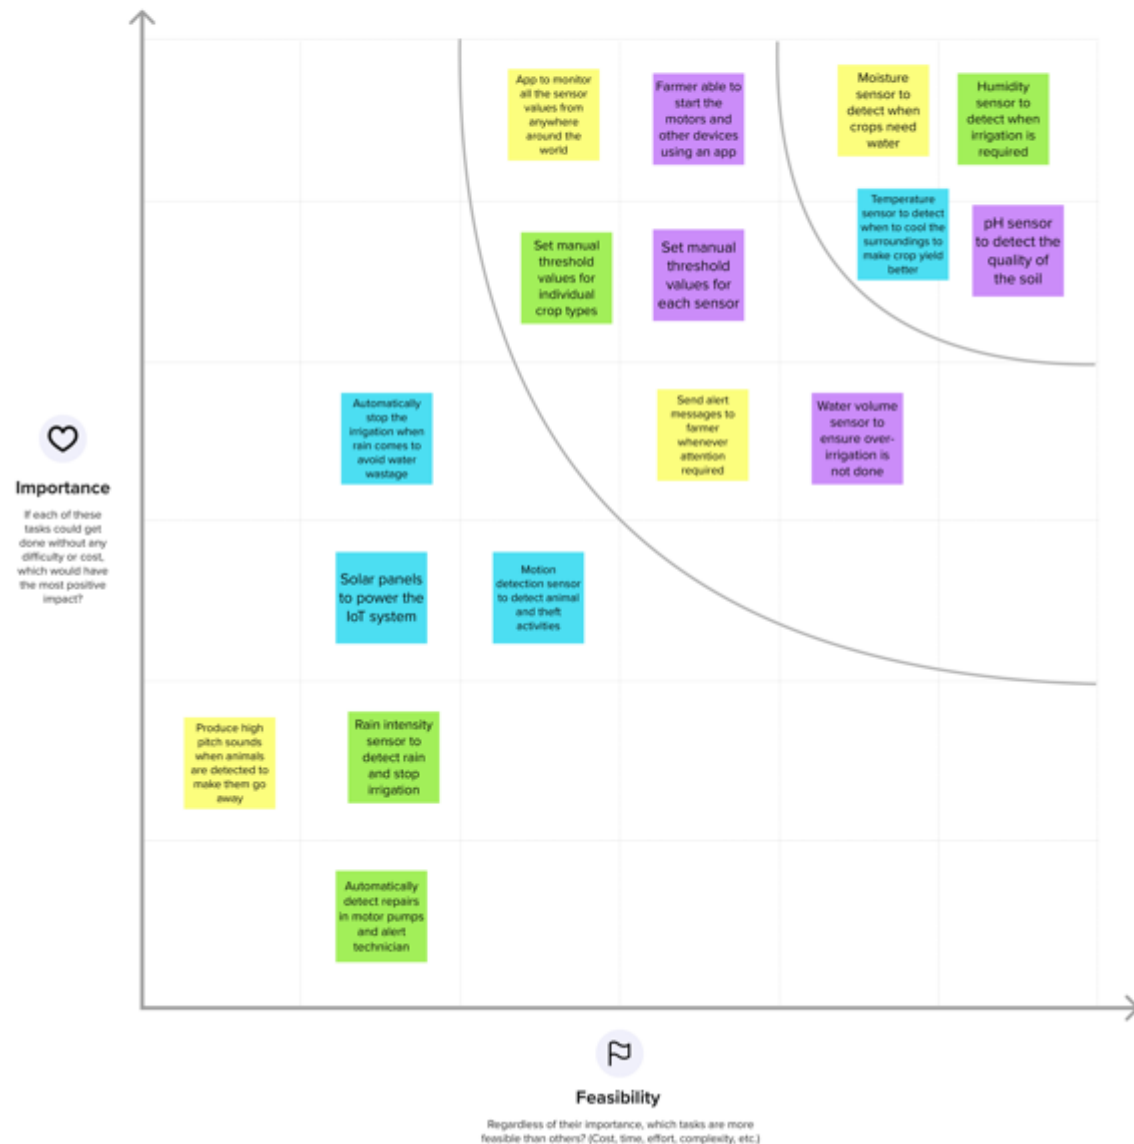 App to monitor
all the sensor
values from
anywhere
around the
world
Farmer able to
start the
motors and
other devices
using an app
Moisture
sensor to
detect when
crops need
water
Humidity
sensor to
detect when
irrigation is
required
Temperature
sensor to detect
when to cool the
surroundings to
make crop yield
better
pH sensor
to detect the
quality of
the soil
Set manual
threshold
values for
individual
crop types
Set manual
threshold
values for
each sensor
Automatically
stop the
irrigation when
rain comes to
avoid water
wastage
Send alert
messages to
farmer
whenever
attention
required
Water volume
sensor to
ensure over-
irrigation is
not done
Importance
If each of these
tasks could get
done without any
difficulty or cost,
which would have
the most positive
impact?
Solar panels
to power the
IoT system
Motion
detection sensor
to detect animal
and theft
activities
Produce high
pitch sounds
when animals
are detected to
make them go
away
Rain intensity
sensor to
detect rain
and stop
irrigation
Automatically
detect repairs
in motor pumps
and alert
technician
Feasibility
Regardless of their importance, which tasks are more
feasible than others? (Cost, time, effort, complexity, etc.)